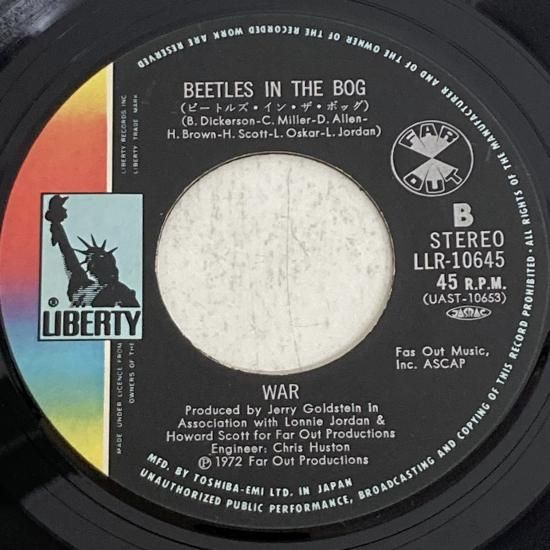 BEETLES IN THE BOG
(ビートルズ・イン・ザ・ボッグ)
(B. Dickerson-C. Miller-D. Allen-
H. Brown-H. Scott-L. Oskar-L. Jordan)
FAR OUT
B
STEREO
LLR-10645
45 R.P.M.
(UAST-10653)
JASRAC
Fas Out Music,
Inc. ASCAP
LIBERTY RECORDS INC
LIBERTY TRADE MARK
® LIBERTY
MADE UNDER LICENCE FROM
OWNERS OF THE
WAR
Produced by Jerry Goldstein in
Association with Lonnie Jordan &
Howard Scott for Far Out Productions
Engineer: Chris Huston
Ⓟ 1972 Far Out Productions
MFD. BY TOSHIBA-EMI LTD. IN JAPAN
ALL RIGHTS OF THE MANUFACTURER AND OF THE OWNER OF THE RECORDED WORK RESERVED.
UNAUTHORIZED PUBLIC PERFORMANCE, BROADCASTING AND COPYING OF THIS RECORD PROHIBITED・